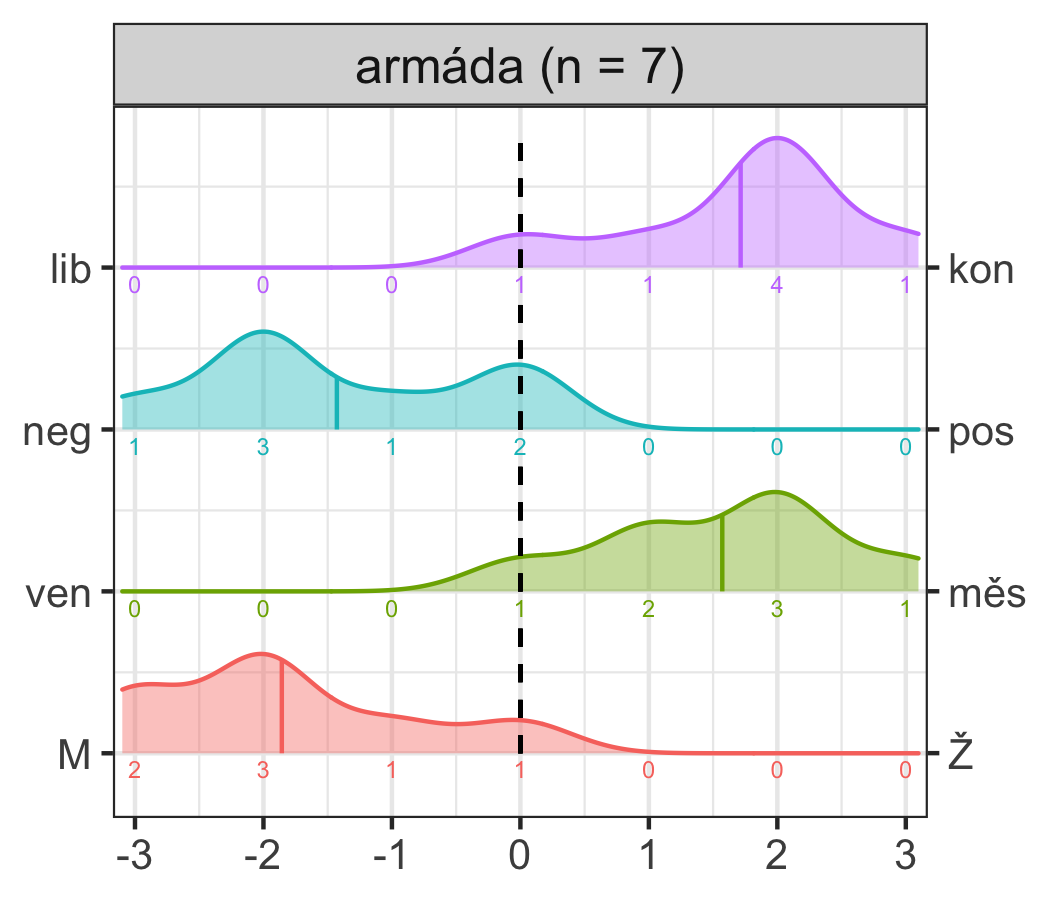 armáda (n = 7)
lib kon
0 0 0 1 1 4 1
neg pos
1 3 1 2 0 0 0
ven měs
0 0 0 1 2 3 1
M Ž
2 3 1 1 0 0 0
-3 -2 -1 0 1 2 3